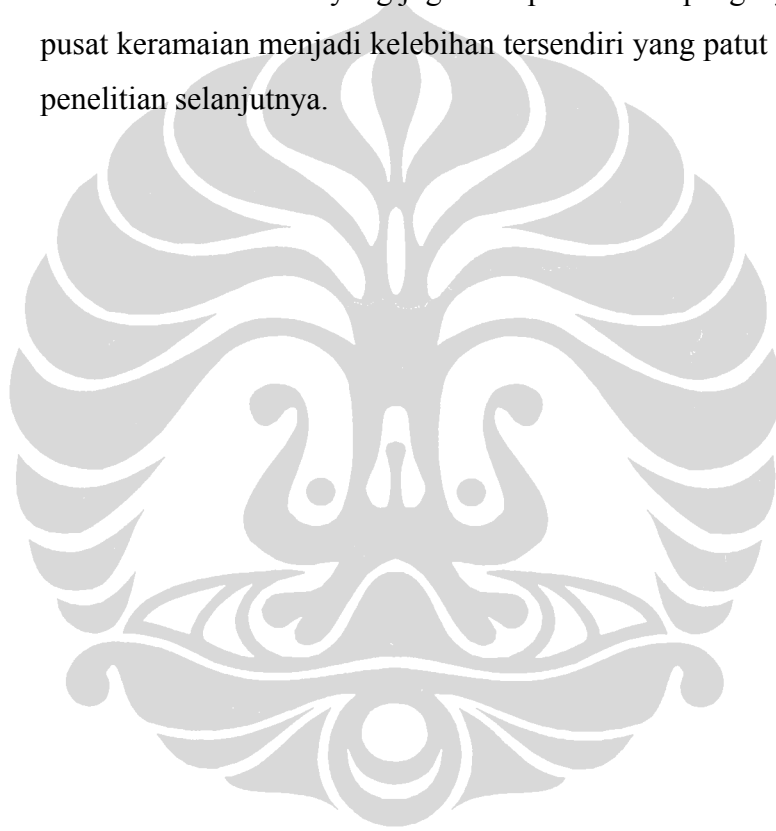 pusat keramaian menjadi kelebihan tersendiri yang patut
penelitian selanjutnya.